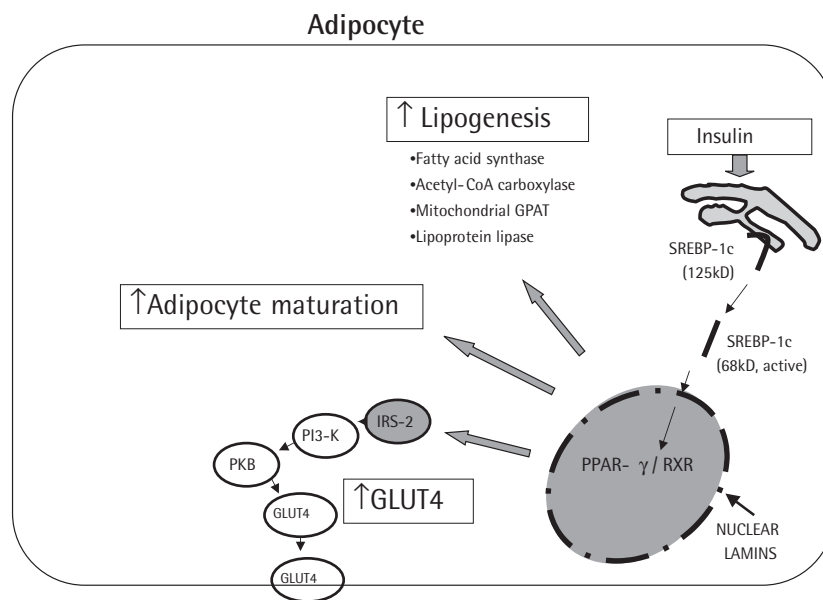 Adipocyte
↑ Lipogenesis
•Fatty acid synthase
•Acetyl-CoA carboxylase
•Mitochondrial GPAT
•Lipoprotein lipase
Insulin
SREBP-1c
(125kD)
↑Adipocyte maturation
SREBP-1c
(68kD, active)
IRS-2
PI3-K
PKB
GLUT4
↑GLUT4
GLUT4
PPAR- γ / RXR
NUCLEAR
LAMINS